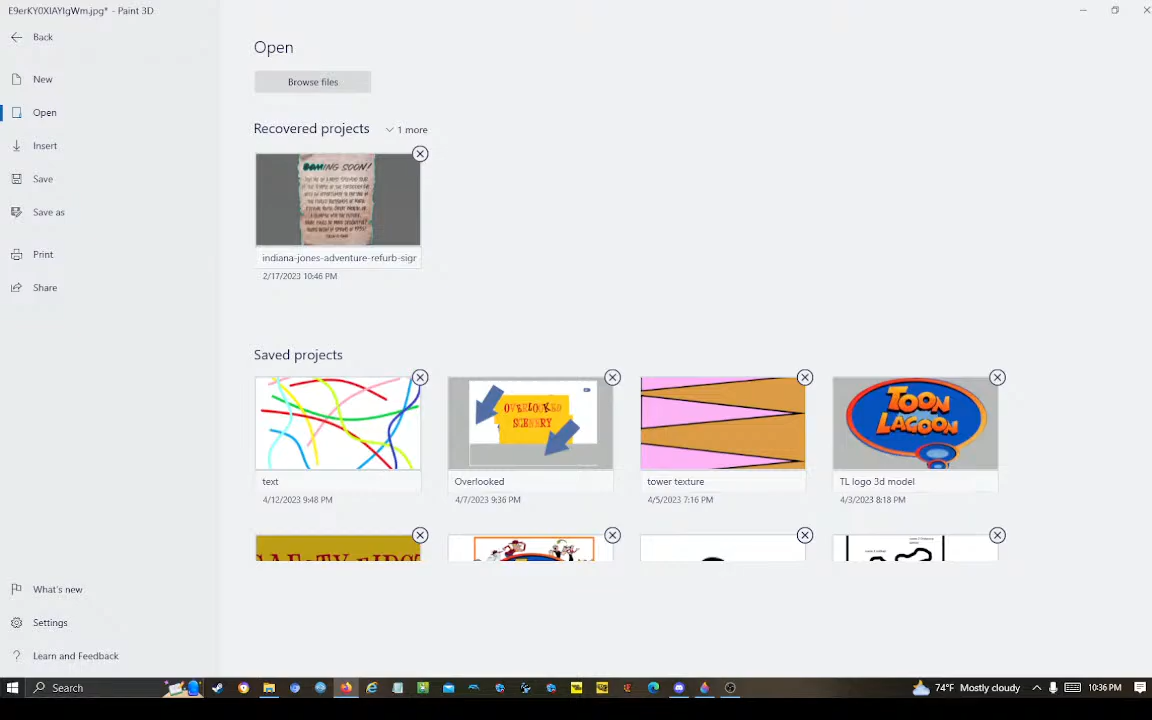 E9erKY0XIAYIgWm.jpg* - Paint 3D
Back
Open
Browse files
New
Open
Insert
Save
Save as
Print
Share
Recovered projects
1 more
COMING SOON!
indiana-jones-adventure-refurb-sigr
2/17/2023 10:46 PM
Saved projects
OVERLOOKED
SCENERY
TOON
LAGOON
text
Overlooked
tower texture
TL logo 3d model
4/12/2023 9:48 PM
4/7/2023 9:36 PM
4/5/2023 7:16 PM
4/3/2023 8:18 PM
SAFETY FIRST
What's new
Settings
Learn and Feedback
Search
74°F Mostly cloudy
10:36 PM